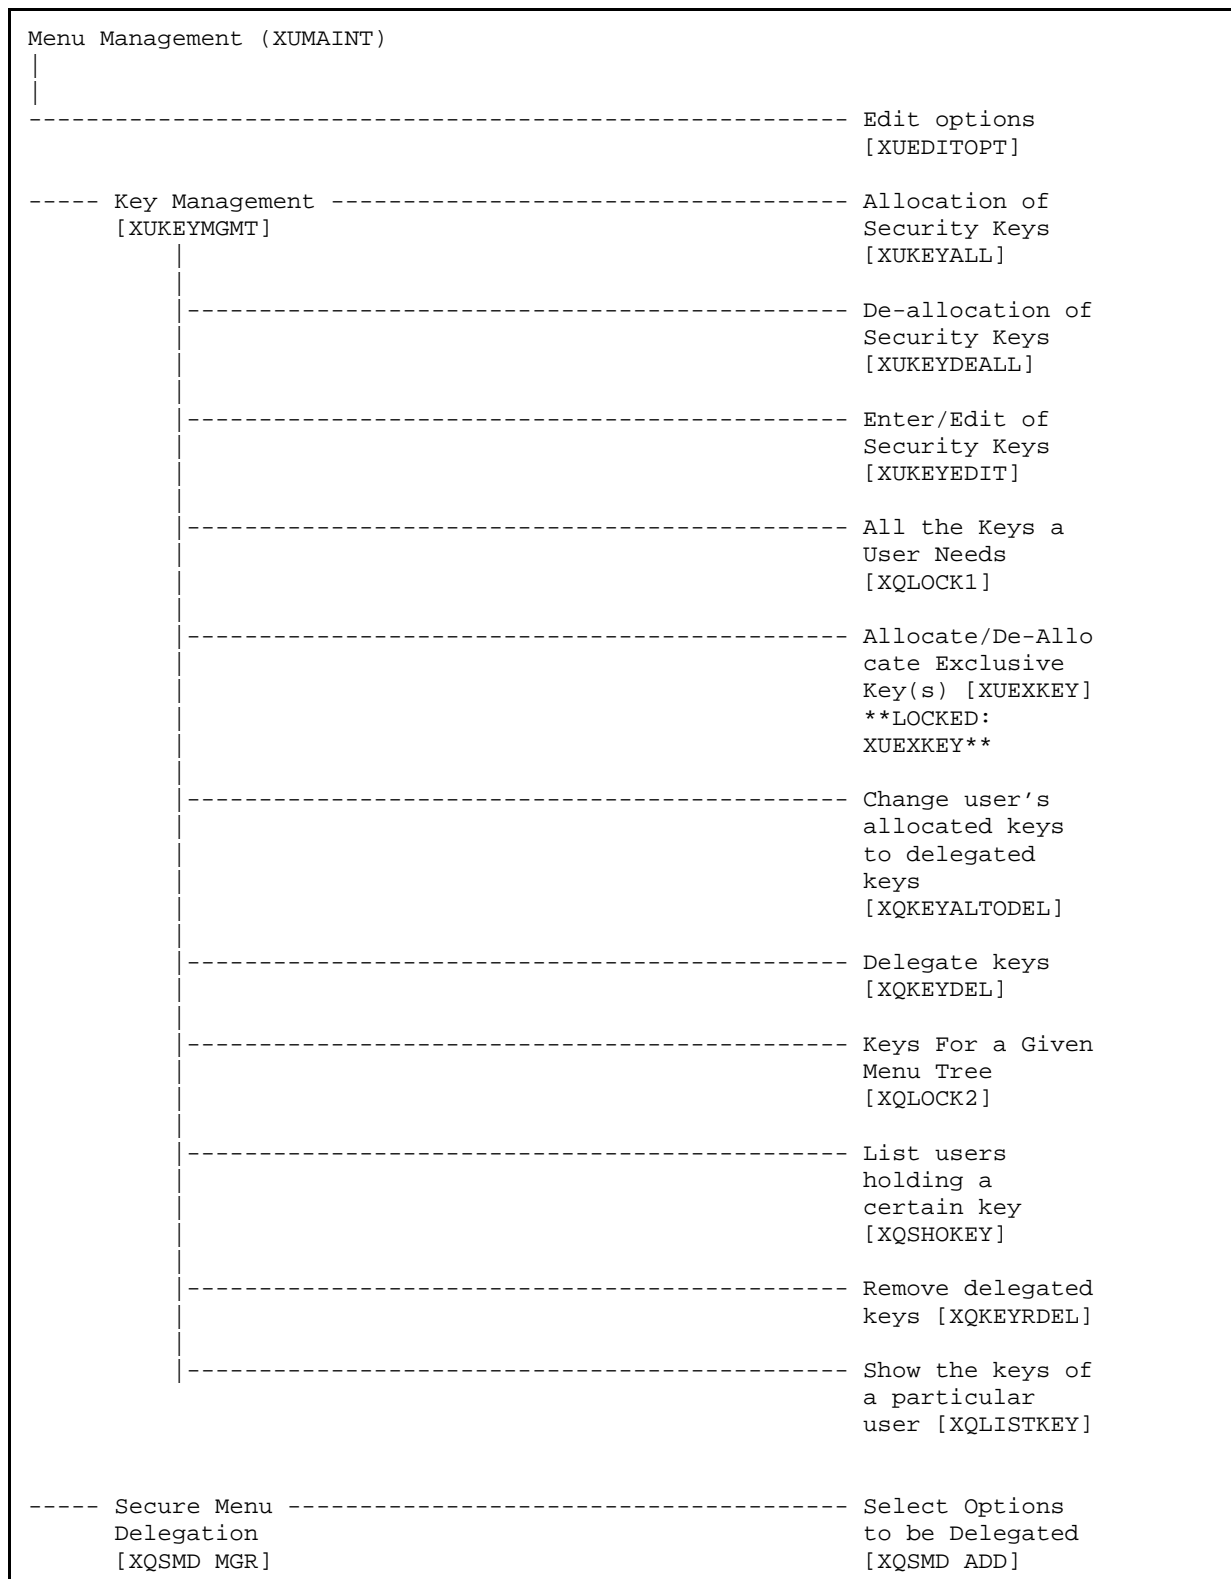 Menu Management (XUMAINT)
|
|
--------------------------------------------------------- Edit options
[XUEDITOPT]
----- Key Management ------------------------------------ Allocation of
[XUKEYMGMT] Security Keys
[XUKEYALL]
|---------------------------------------------- De-allocation of
Security Keys
[XUKEYDEALL]
|---------------------------------------------- Enter/Edit of
Security Keys
[XUKEYEDIT]
|---------------------------------------------- All the Keys a
User Needs
[XQLOCK1]
|---------------------------------------------- Allocate/De-Allo
cate Exclusive
Key(s) [XUEXKEY]
**LOCKED:
XUEXKEY**
|---------------------------------------------- Change user’s
allocated keys
to delegated
keys
[XQKEYALTODEL]
|---------------------------------------------- Delegate keys
[XQKEYDEL]
|---------------------------------------------- Keys For a Given
Menu Tree
[XQLOCK2]
|---------------------------------------------- List users
holding a
certain key
[XQSHOKEY]
|---------------------------------------------- Remove delegated
keys [XQKEYRDEL]
|---------------------------------------------- Show the keys of
a particular
user [XQLISTKEY]
----- Secure Menu --------------------------------------- Select Options
Delegation to be Delegated
[XQSMD MGR] [XQSMD ADD]